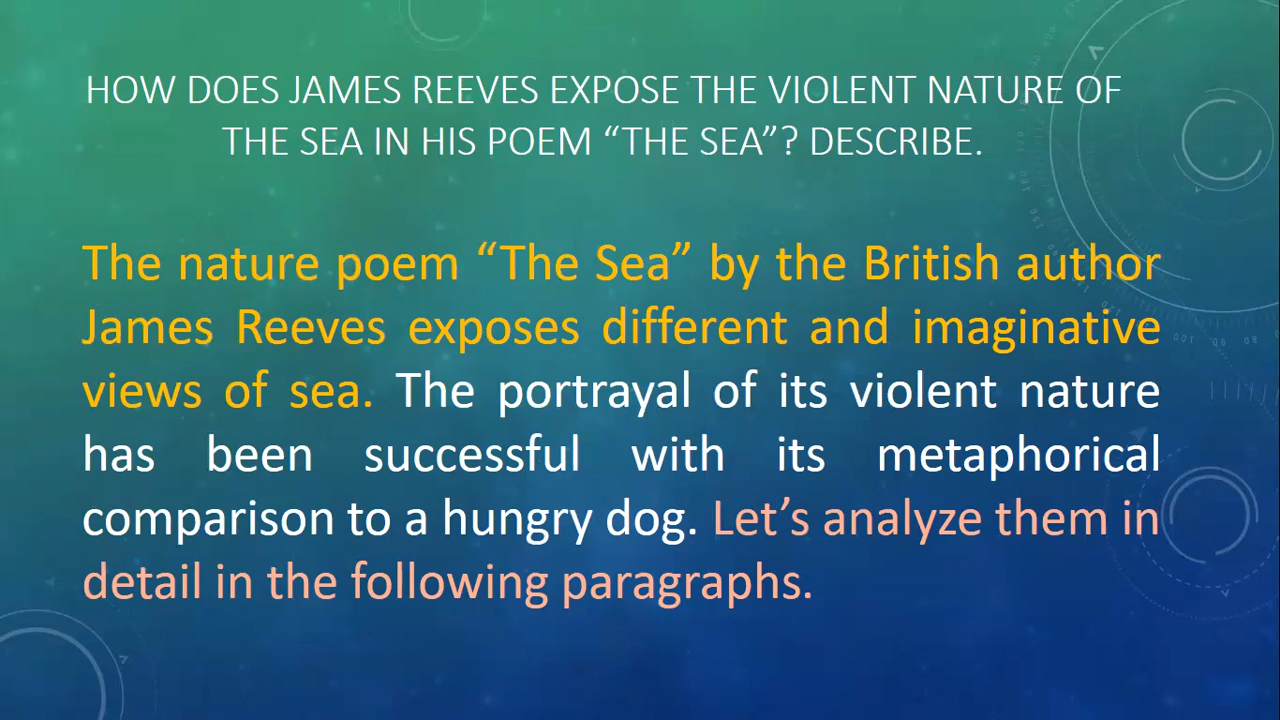 HOW DOES JAMES REEVES EXPOSE THE VIOLENT NATURE OF
THE SEA IN HIS POEM “THE SEA”? DESCRIBE.
The nature poem “The Sea” by the British author
James Reeves exposes different and imaginative
views of sea. The portrayal of its violent nature
has been successful with its metaphorical
comparison to a hungry dog. Let’s analyze them in
detail in the following paragraphs.